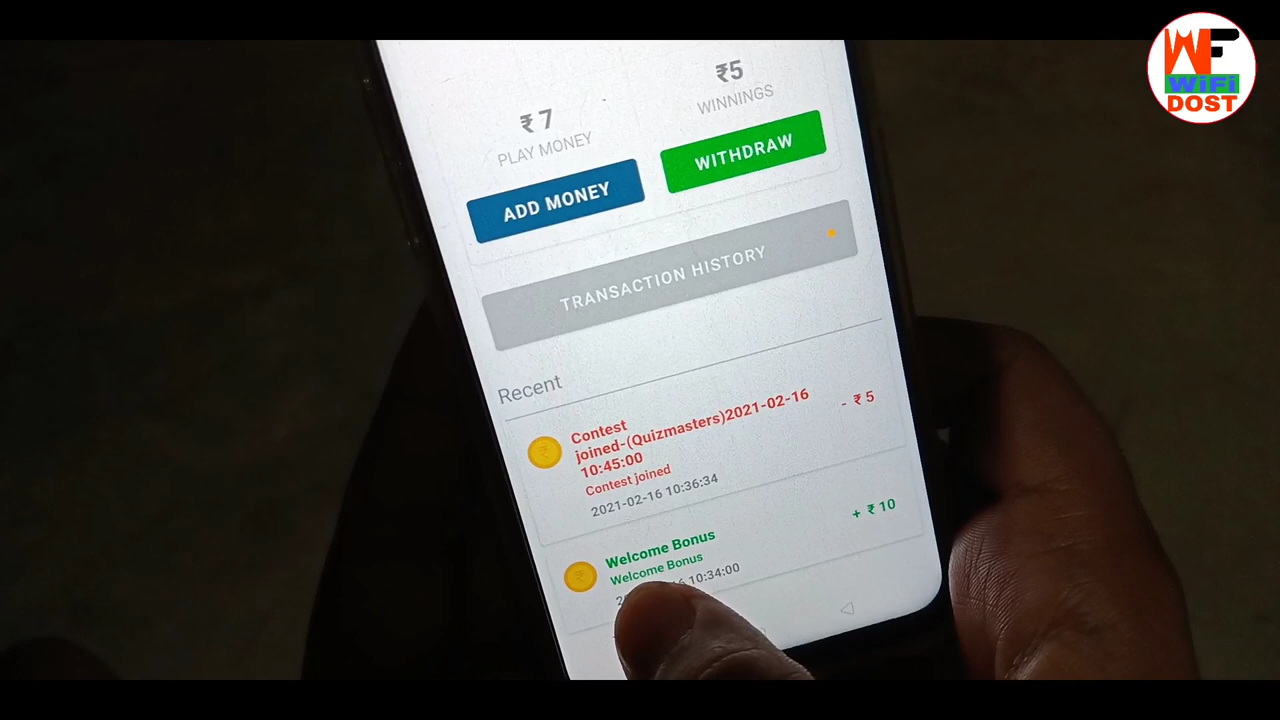 WF
WiFi
DOST
₹ 7
PLAY MONEY
₹5
WINNINGS
ADD MONEY
WITHDRAW
TRANSACTION HISTORY
Recent
Contest
joined-(Quizmasters)2021-02-16
10:45:00
Contest joined
2021-02-16 10:36:34
- ₹ 5
Welcome Bonus
Welcome Bonus
10:34:00
+ ₹ 10